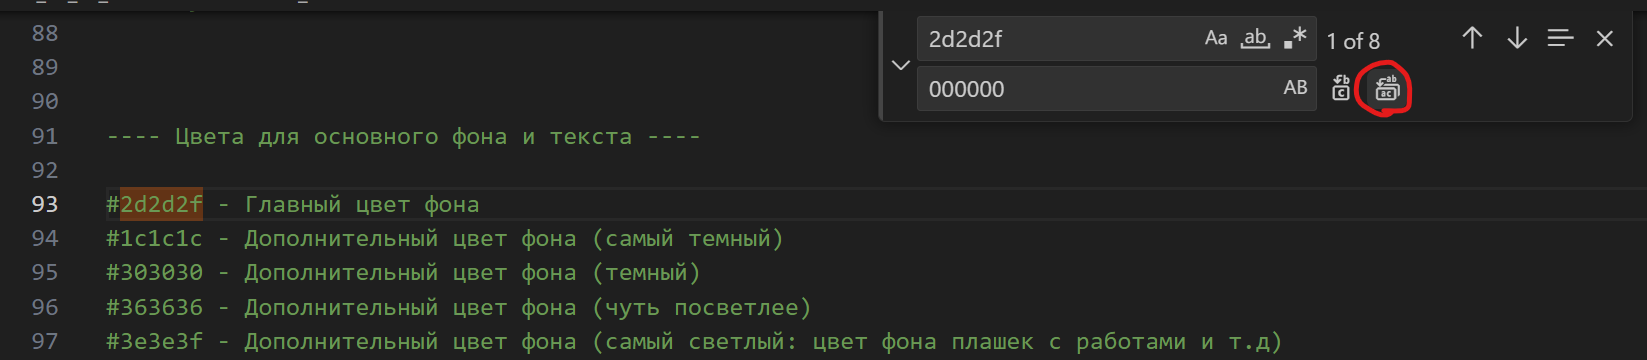 2d2d2f Aa ab * 1 of 8
000000 AB
88
89
90
91 ---- Цвета для основного фона и текста ----
92
93 #2d2d2f - Главный цвет фона
94 #1c1c1c - Дополнительный цвет фона (самый темный)
95 #303030 - Дополнительный цвет фона (темный)
96 #363636 - Дополнительный цвет фона (чуть посветлее)
97 #3e3e3f - Дополнительный цвет фона (самый светлый: цвет фона плашек с работами и т.д)